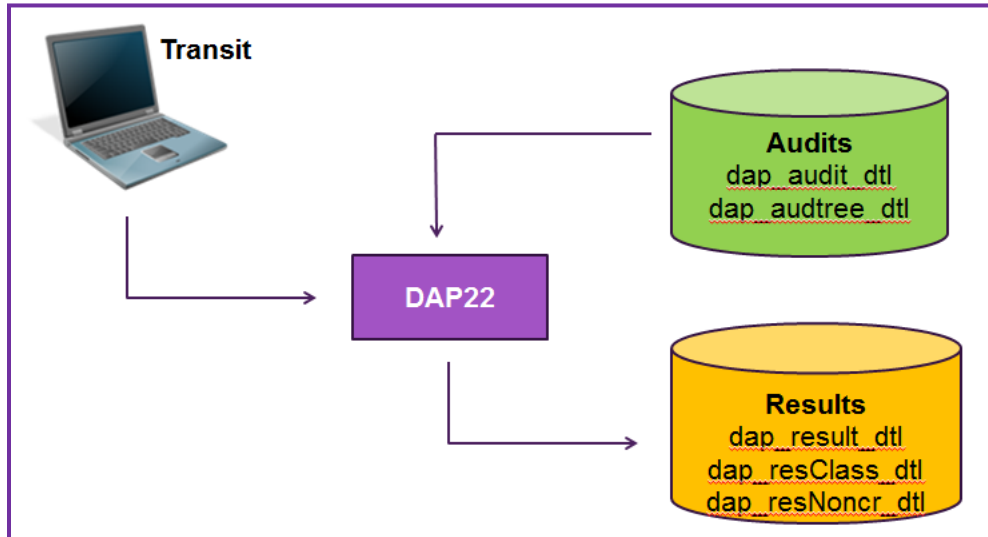 Transit
Audits
dap_audit_dtl
dap_audtree_dtl
DAP22
Results
dap_result_dtl
dap_resClass_dtl
dap_resNoncr_dtl